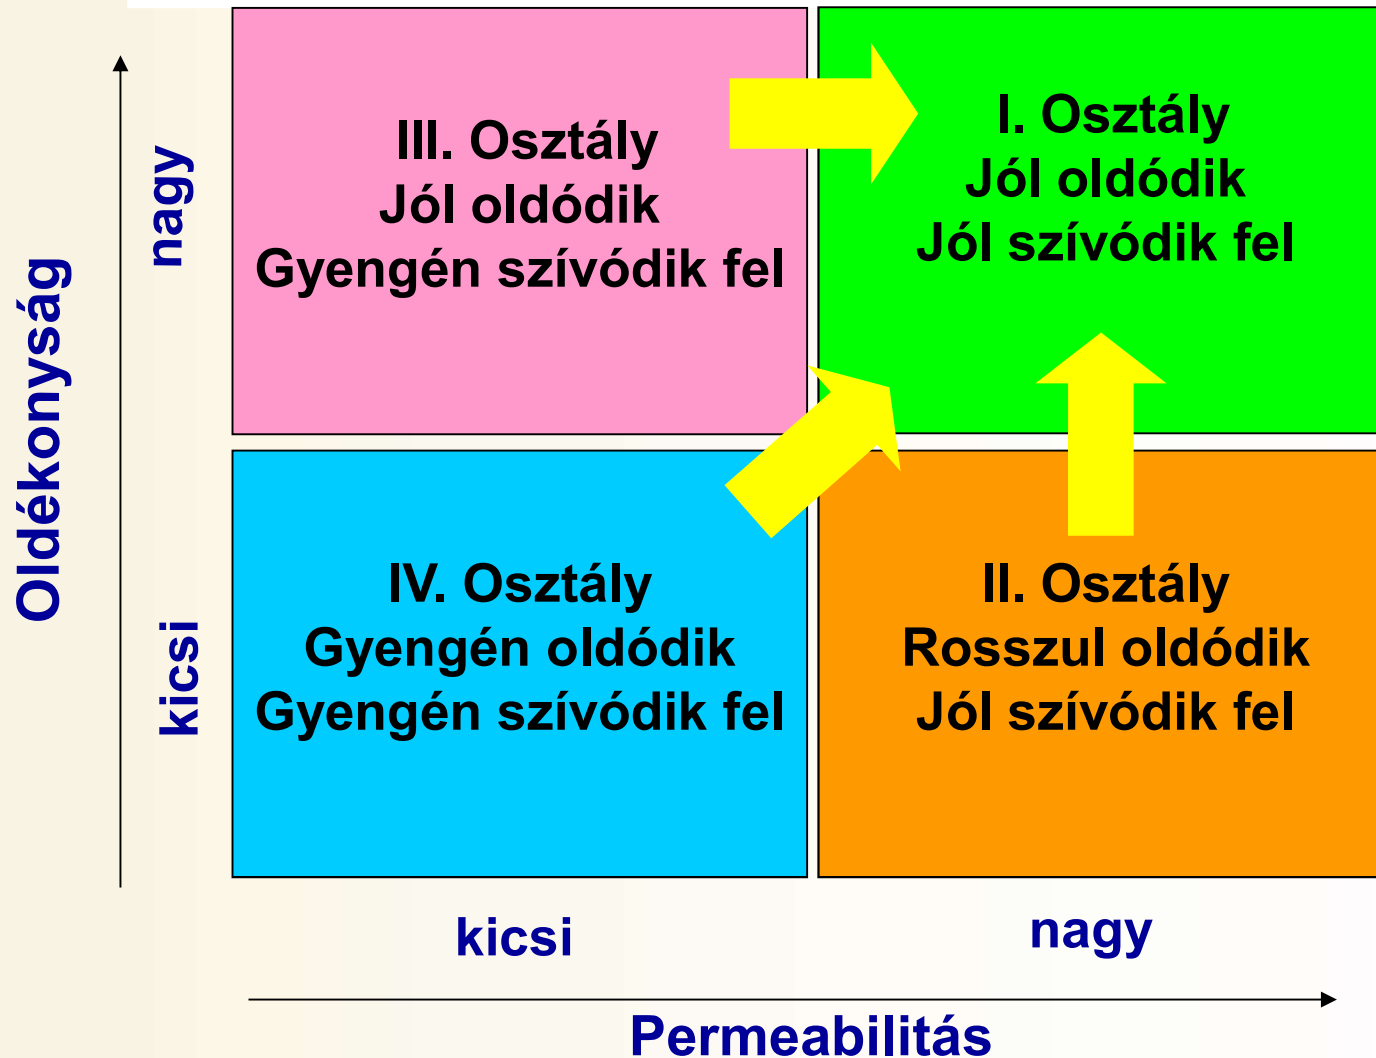 Oldékonyság
nagy
kicsi
III. Osztály
Jól oldódik
Gyengén szívódik fel
I. Osztály
Jól oldódik
Jól szívódik fel
IV. Osztály
Gyengén oldódik
Gyengén szívódik fel
II. Osztály
Rosszul oldódik
Jól szívódik fel
kicsi
nagy
Permeabilitás